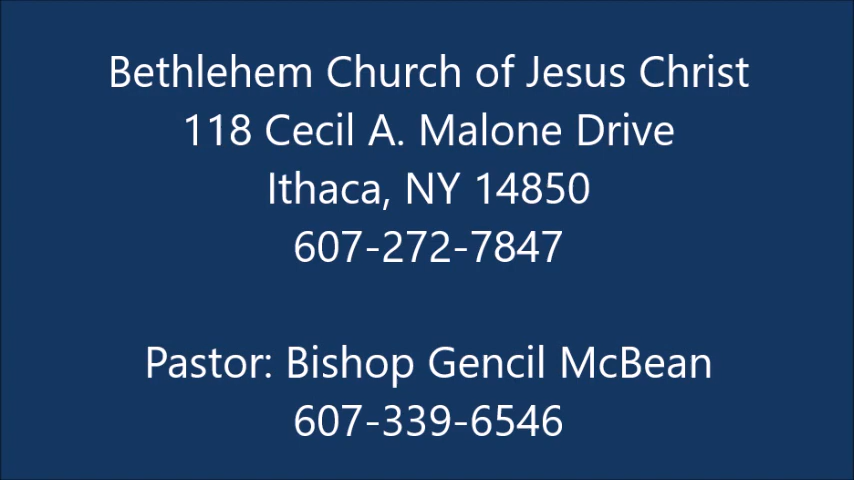 Bethlehem Church of Jesus Christ
118 Cecil A. Malone Drive
Ithaca, NY 14850
607-272-7847
Pastor: Bishop Gencil McBean
607-339-6546